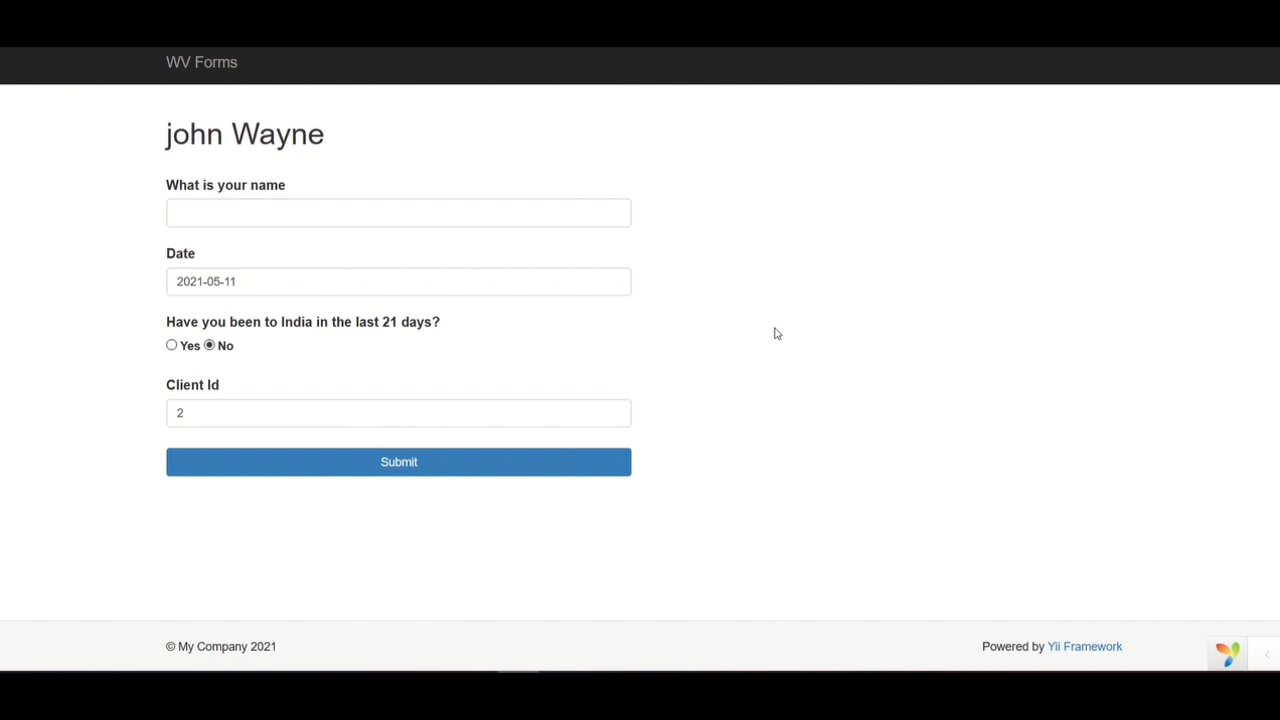 WV Forms
john Wayne
What is your name
Date
2021-05-11
Have you been to India in the last 21 days?
Yes No
Client Id
2
Submit
© My Company 2021 Powered by Yii Framework